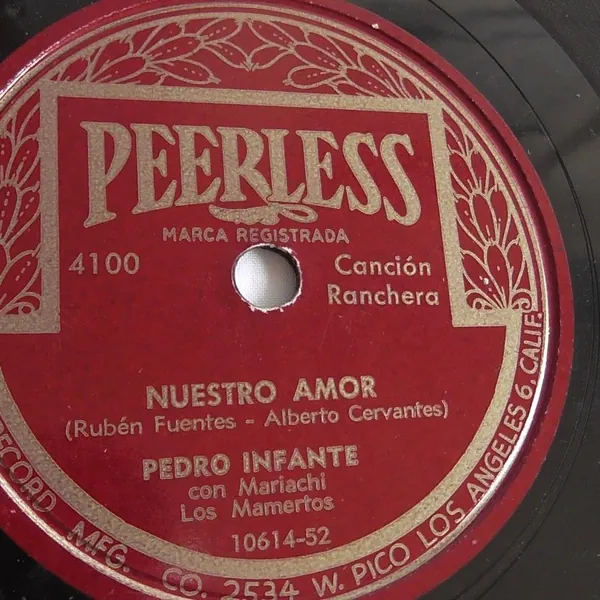 PEERLESS
MARCA REGISTRADA
4100
Canción
Ranchera
NUESTRO AMOR
(Rubén Fuentes - Alberto Cervantes)
PEDRO INFANTE
con Mariachi
Los Mamertos
10614-52
RECORD MFG. CO. 2534 W. PICO LOS ANGELES 6, CALIF.